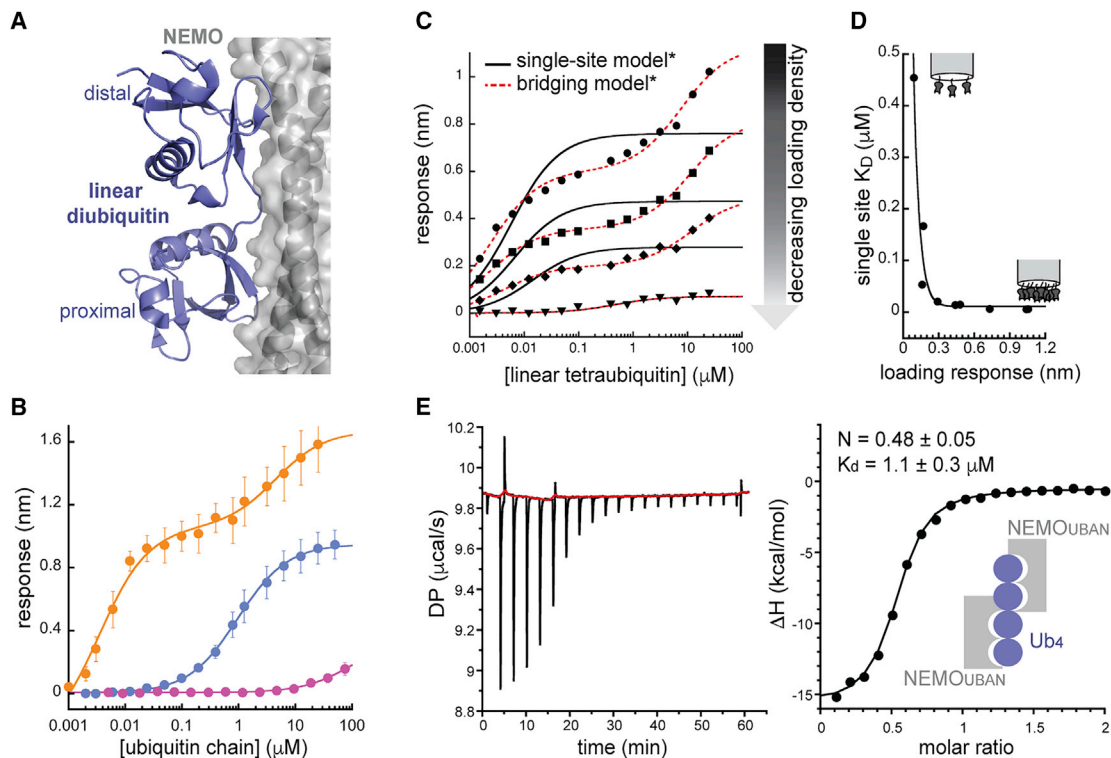 A
NEMO
distal
linear
diubiquitin
proximal
B
response (nm)
1.6
1.2
0.8
0.4
0
0.001
0.01
0.1
1
10
100
[ubiquitin chain] (μM)
C
single-site model*
bridging model*
response (nm)
1
0.8
0.6
0.4
0.2
0
0.001
0.01
0.1
1
10
100
[linear tetraubiquitin] (μM)
decreasing loading density
D
single site KD (μM)
0.5
0.4
0.3
0.2
0.1
0
0
0.3
0.6
0.9
1.2
loading response (nm)
E
DP (μcal/s)
10.2
10
9.8
9.6
9.4
9.2
9
8.8
0
10
20
30
40
50
60
time (min)
N = 0.48 ± 0.05
Kd = 1.1 ± 0.3 μM
ΔH (kcal/mol)
0
-5
-10
-15
0
0.5
1
1.5
2
molar ratio
NEMOUBAN
Ub4
NEMOUBAN